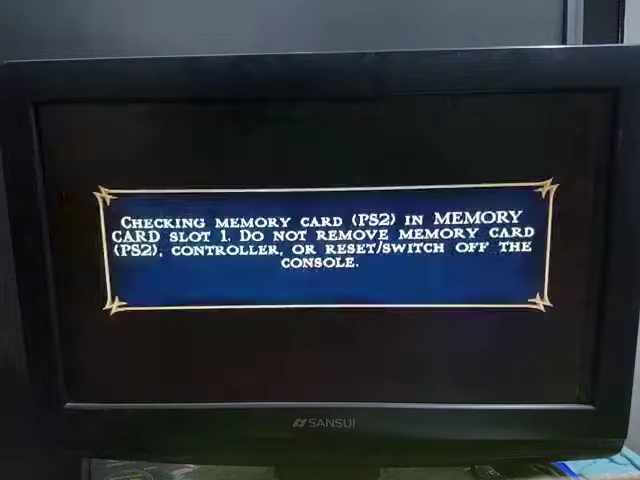 CHECKING MEMORY CARD (PS2) IN MEMORY
CARD SLOT 1. DO NOT REMOVE MEMORY CARD
(PS2), CONTROLLER, OR RESET/SWITCH OFF THE
CONSOLE.
SANSUI